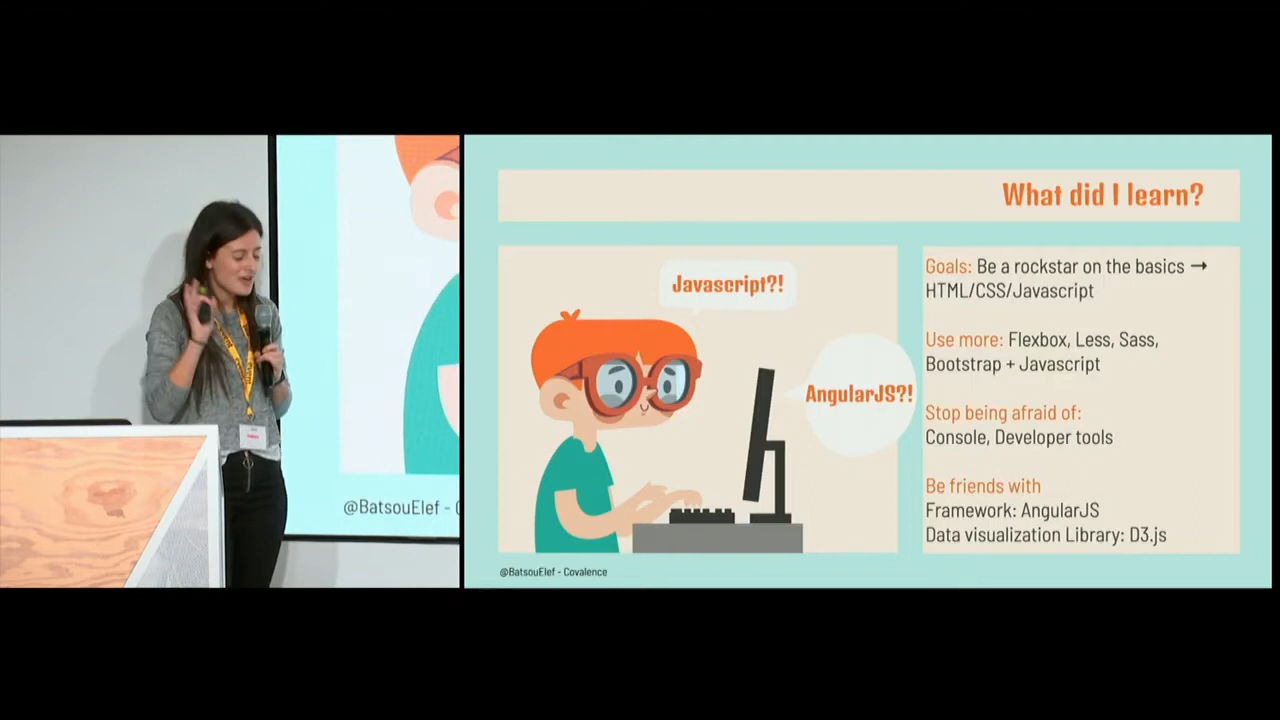 What did I learn?
Javascript?!
AngularJS?!
Goals: Be a rockstar on the basics →
HTML/CSS/Javascript
Use more: Flexbox, Less, Sass,
Bootstrap + Javascript
Stop being afraid of:
Console, Developer tools
Be friends with
Framework: AngularJS
Data visualization Library: D3.js
@BatsouElef - Covalence
@BatsouElef - C